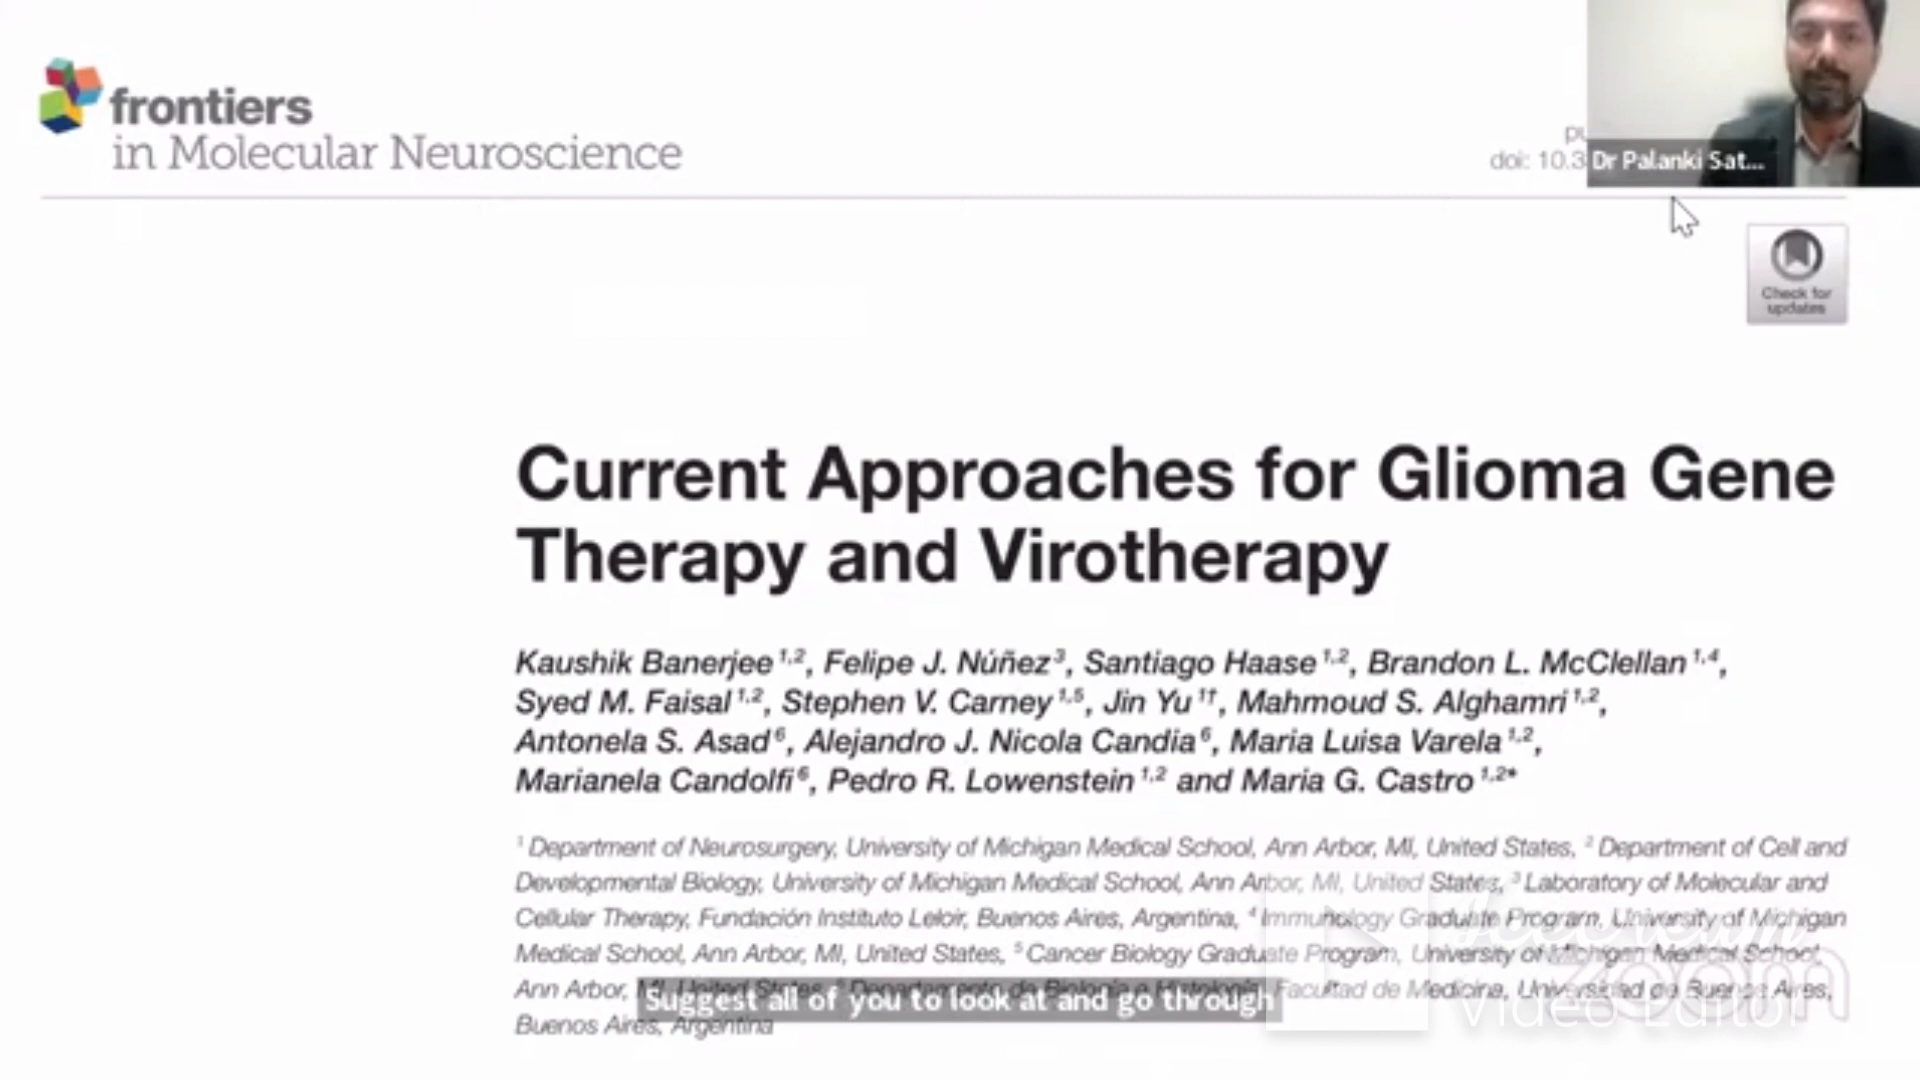 frontiers
in Molecular Neuroscience
doi: 10.3
Dr Palanki Sat...
Check for
updates
Current Approaches for Glioma Gene
Therapy and Virotherapy
Kaushik Banerjee 1,2, Felipe J. Núñez 3, Santiago Haase 1,2, Brandon L. McClellan 1,4,
Syed M. Faisal 1,2, Stephen V. Carney 1,5, Jin Yu 1†, Mahmoud S. Alghamri 1,2,
Antonela S. Asad 6, Alejandro J. Nicola Candia 6, Maria Luisa Varela 1,2,
Marianela Candolfi 6, Pedro R. Lowenstein 1,2 and Maria G. Castro 1,2*
1 Department of Neurosurgery, University of Michigan Medical School, Ann Arbor, MI, United States, 2 Department of Cell and
Developmental Biology, University of Michigan Medical School, Ann Arbor, MI, United States, 3 Laboratory of Molecular and
Cellular Therapy, Fundación Instituto Leloir, Buenos Aires, Argentina, 4 Immunology Graduate Program, University of Michigan
Medical School, Ann Arbor, MI, United States, 5 Cancer Biology Graduate Program, University of Michigan Medical School,
Ann Arbor, MI, United States, Facultad de Medicina, Universidad de Buenos Aires,
Buenos Aires, Argentina
Suggest all of you to look at and go through
zoom
Video Editor